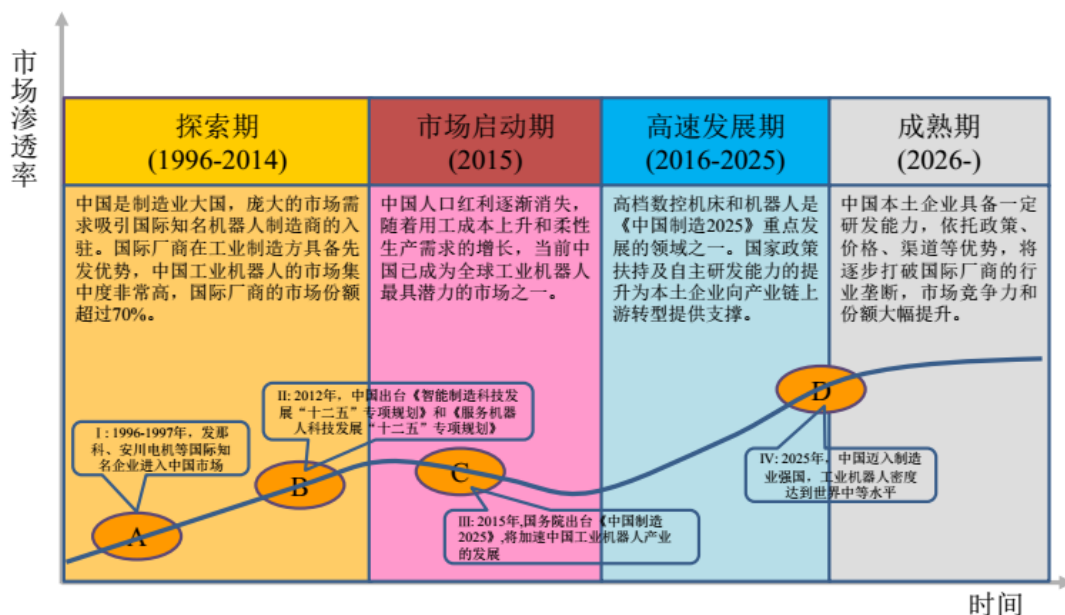 市场渗透率
探索期
(1996-2014)
市场启动期
(2015)
高速发展期
(2016-2025)
成熟期
(2026-)
中国是制造业大国，庞大的市场需
求吸引国际知名机器人制造商的入
驻。国际厂商在工业制造方具备先
发优势，中国工业机器人的市场集
中度非常高，国际厂商的市场份额
超过70%。
中国人口红利逐渐消失，
随着用工成本上升和柔性
生产需求的增长，当前中
国已成为全球工业机器人
最具潜力的市场之一。
高档数控机床和机器人是
《中国制造2025》重点发
展的领域之一。国家政策
扶持及自主研发能力的提
升为本土企业向产业链上
游转型提供支撑。
中国本土企业具备一定
研发能力，依托政策、
价格、渠道等优势，将
逐步打破国际厂商的行
业垄断，市场竞争力和
份额大幅提升。
I：1996-1997年，发那
科、安川电机等国际知
名企业进入中国市场
A
II: 2012年，中国出台《智能制造科技发
展“十二五”专项规划》和《服务机器
人科技发展“十二五”专项规划》
B
C
III: 2015年,国务院出台《中国制造
2025》,将加速中国工业机器人产业
的发展
D
IV: 2025年，中国迈入制造
业强国，工业机器人密度
达到世界中等水平
时间